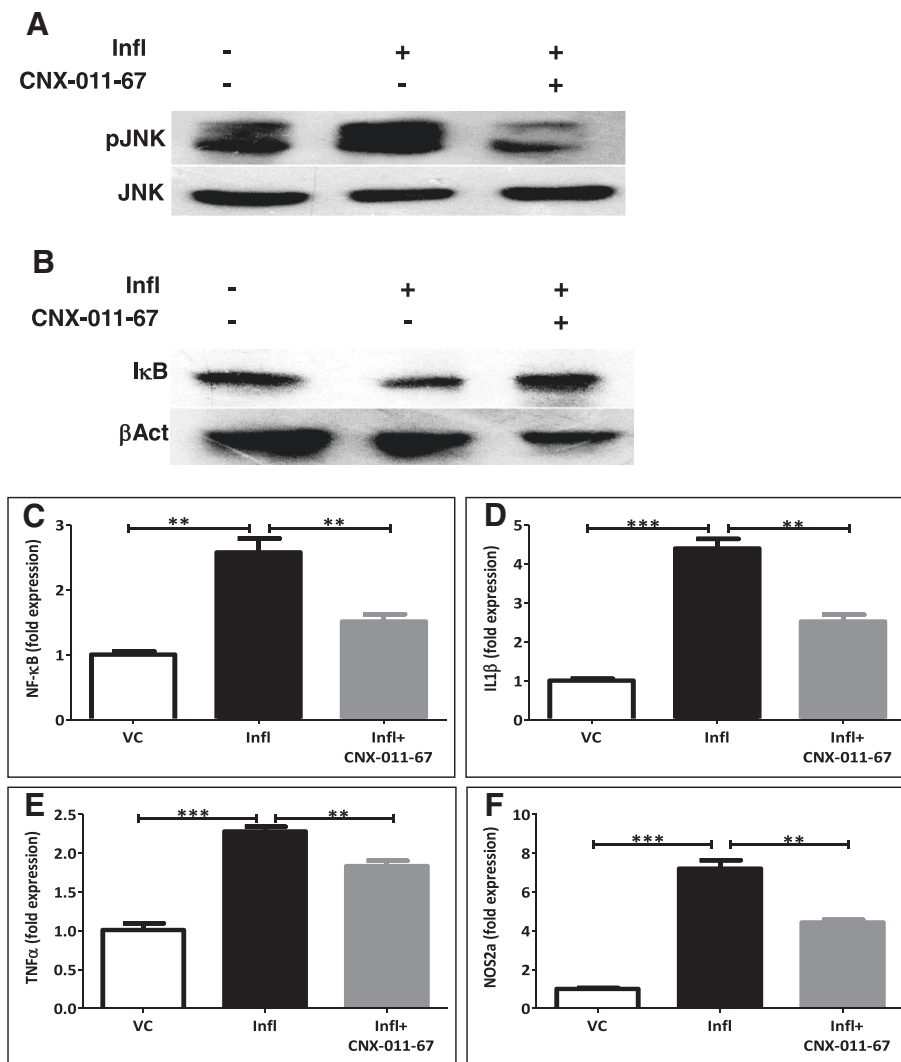 A
Infl - + +
CNX-011-67 - - +
pJNK
JNK
B
Infl - + +
CNX-011-67 - - +
IκB
βAct
C
NF-κB (fold expression)
3
2
1
0
** **
VC Infl Infl+
CNX-011-67
D
IL1β (fold expression)
5
4
3
2
1
0
*** **
VC Infl Infl+
CNX-011-67
E
TNFα (fold expression)
2.5
2.0
1.5
1.0
0.5
0.0
*** **
VC Infl Infl+
CNX-011-67
F
NOS2a (fold expression)
10
8
6
4
2
0
*** **
VC Infl Infl+
CNX-011-67